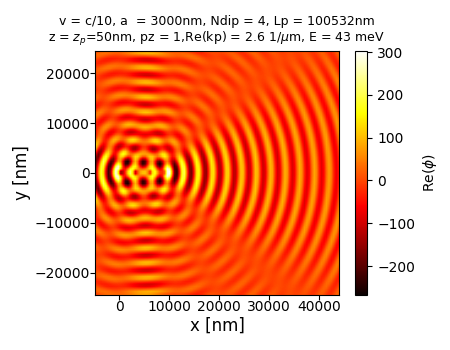 v = c/10, a  = 3000nm, Ndip = 4, Lp = 100532nm
z = z_p=50nm, pz = 1,Re(kp) = 2.6 1/μm, E = 43 meV
20000
10000
0
−10000
−20000
y [nm]
0 10000 20000 30000 40000
x [nm]
300
200
100
0
−100
−200
Re(ϕ)